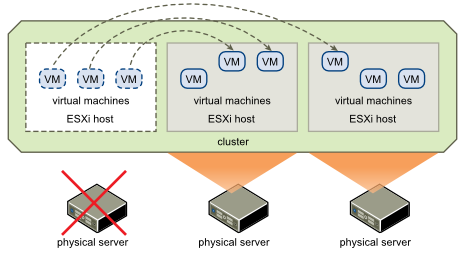 VM VM VM
virtual machines
ESXi host
VM VM
VM
virtual machines
ESXi host
VM
VM VM
virtual machines
ESXi host
cluster
physical server
physical server
physical server